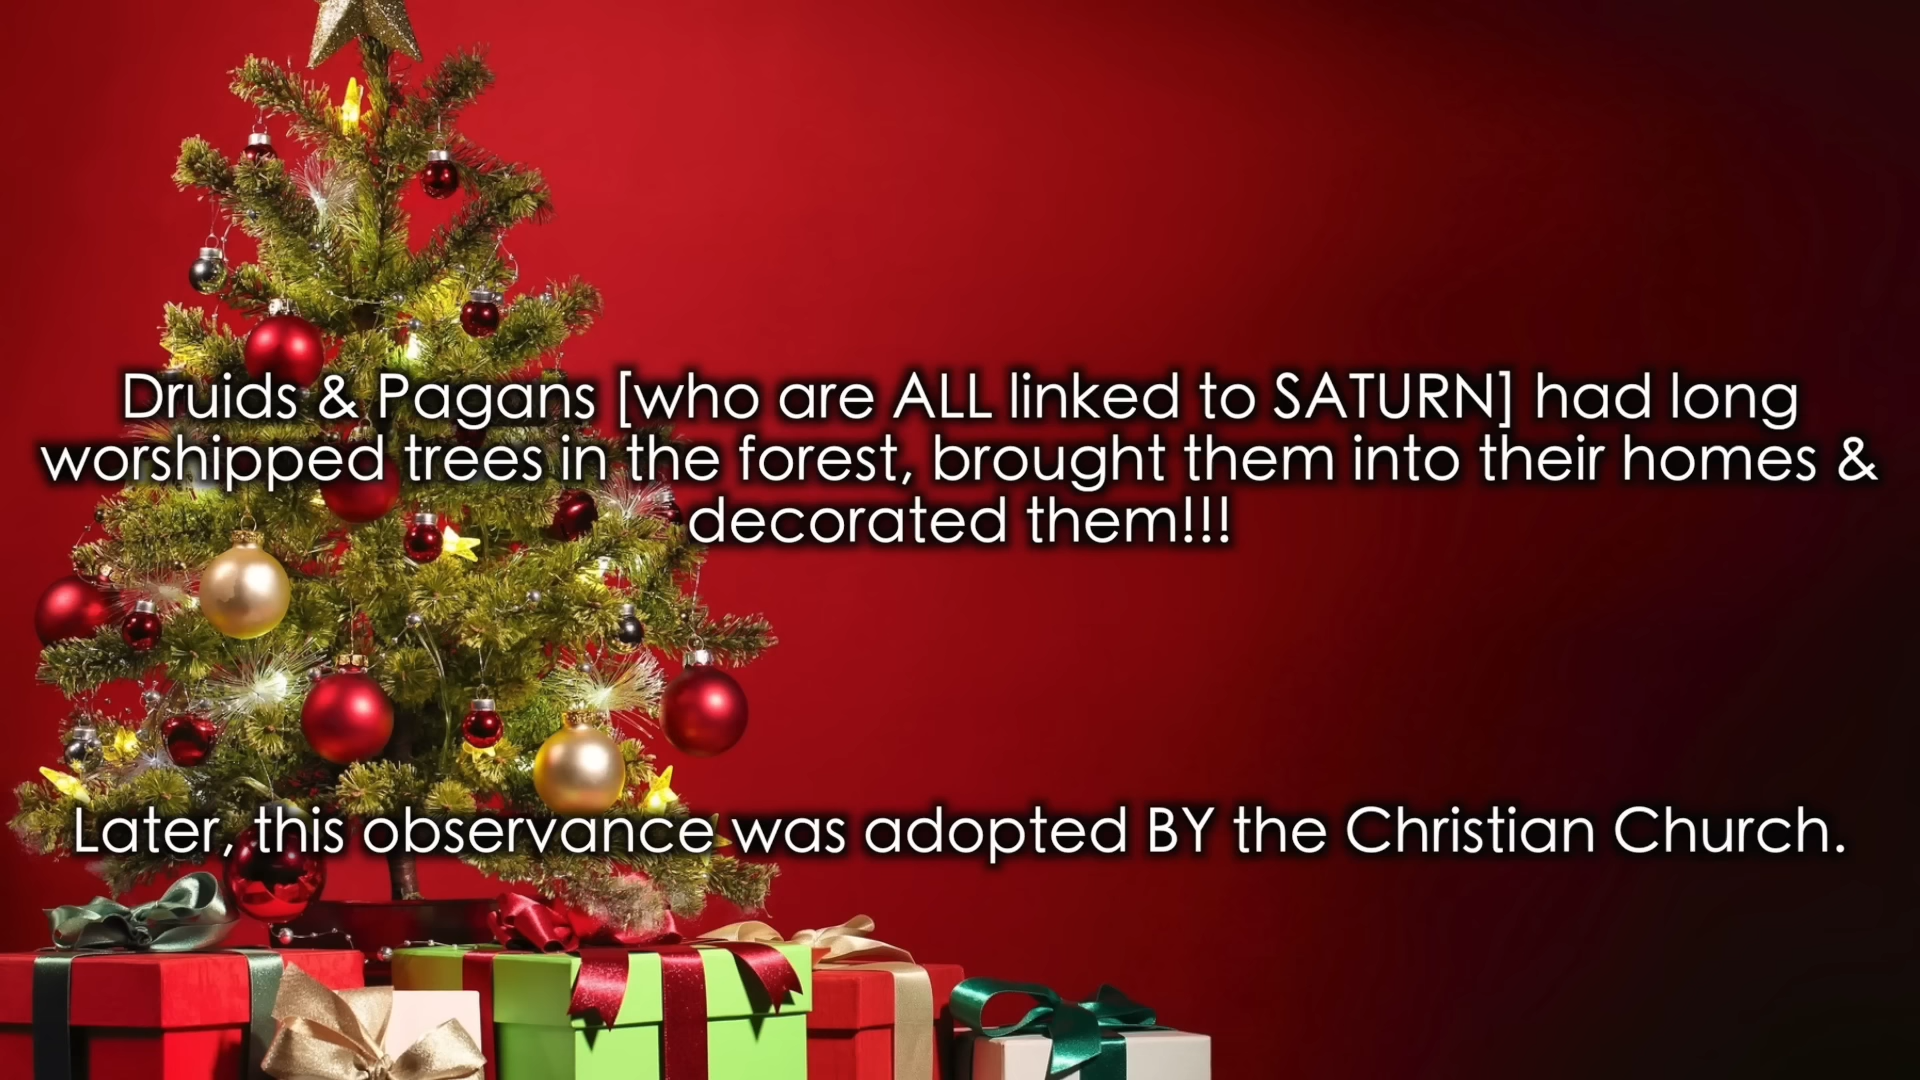 Druids & Pagans [who are ALL linked to SATURN] had long
worshipped trees in the forest, brought them into their homes &
decorated them!!!
Later, this observance was adopted BY the Christian Church.